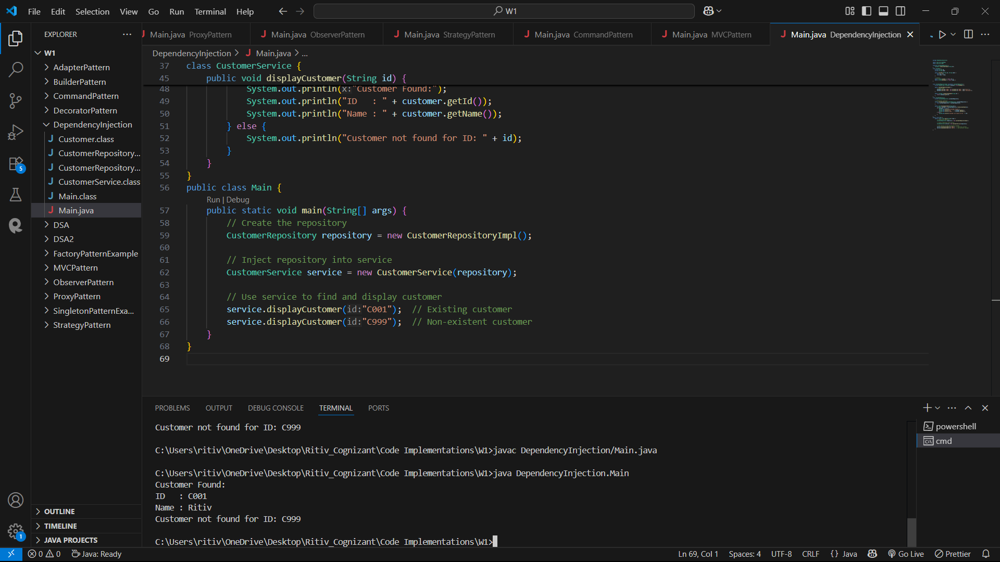 File Edit Selection View Go Run Terminal Help
W1
EXPLORER
Main.java ProxyPattern
Main.java ObserverPattern
Main.java StrategyPattern
Main.java CommandPattern
Main.java MVCPattern
Main.java DependencyInjection
W1
AdapterPattern
BuilderPattern
CommandPattern
DecoratorPattern
DependencyInjection
Customer.class
CustomerRepository...
CustomerRepository...
CustomerService.class
Main.class
Main.java
DSA
DSA2
FactoryPatternExample
MVCPattern
ObserverPattern
ProxyPattern
SingletonPatternExa...
StrategyPattern
5
OUTLINE
TIMELINE
JAVA PROJECTS
1
DependencyInjection > Main.java > ...
37 class CustomerService {
45 public void displayCustomer(String id) {
48 System.out.println(x:"Customer Found:");
49 System.out.println("ID   : " + customer.getId());
50 System.out.println("Name : " + customer.getName());
51 } else {
52 System.out.println("Customer not found for ID: " + id);
53 }
54 }
55 }
56 public class Main {
Run | Debug
57 public static void main(String[] args) {
58 // Create the repository
59 CustomerRepository repository = new CustomerRepositoryImpl();
60
61 // Inject repository into service
62 CustomerService service = new CustomerService(repository);
63
64 // Use service to find and display customer
65 service.displayCustomer(id:"C001");  // Existing customer
66 service.displayCustomer(id:"C999");  // Non-existent customer
67 }
68 }
69
PROBLEMS OUTPUT DEBUG CONSOLE TERMINAL PORTS
Customer not found for ID: C999
C:\Users\ritiv\OneDrive\Desktop\Ritiv_Cognizant\Code Implementations\W1>javac DependencyInjection/Main.java
C:\Users\ritiv\OneDrive\Desktop\Ritiv_Cognizant\Code Implementations\W1>java DependencyInjection.Main
Customer Found:
ID   : C001
Name : Ritiv
Customer not found for ID: C999
C:\Users\ritiv\OneDrive\Desktop\Ritiv_Cognizant\Code Implementations\W1>
powershell
cmd
0 0 Java: Ready
Ln 69, Col 1 Spaces: 4 UTF-8 CRLF {} Java Go Live Prettier